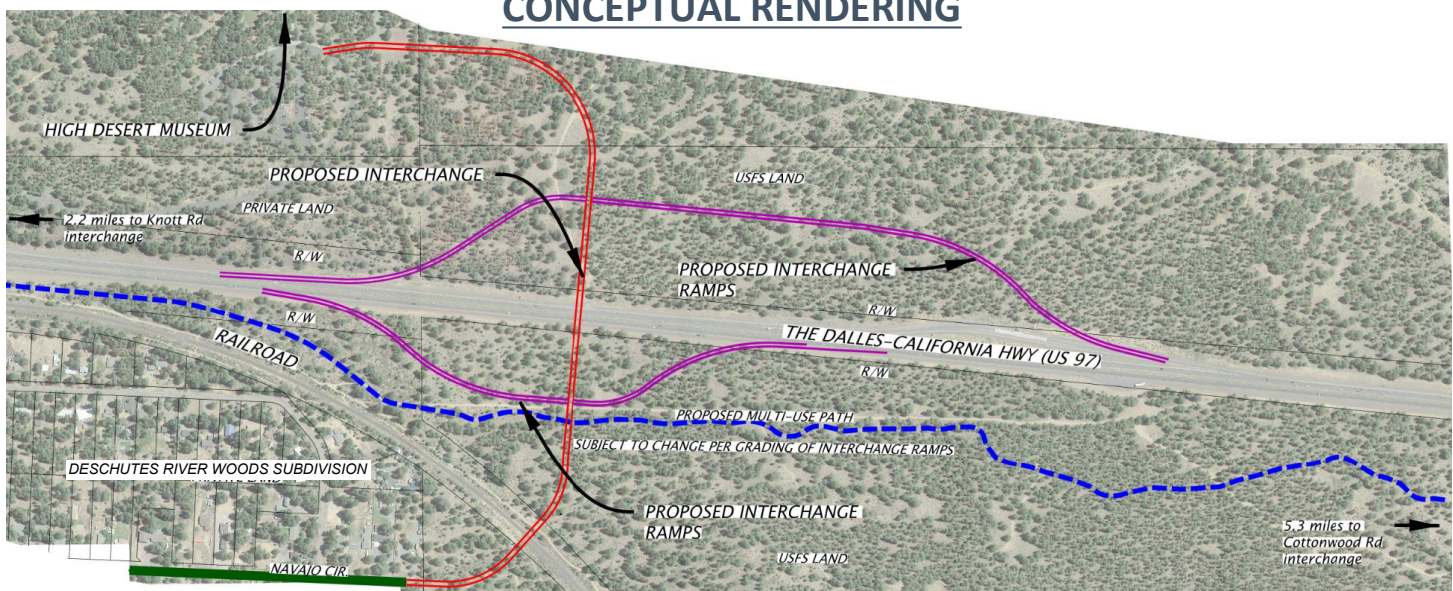 CONCEPTUAL RENDERING
HIGH DESERT MUSEUM
PROPOSED INTERCHANGE
USFS LAND
PRIVATE LAND
2.2 miles to Knott Rd
interchange
R/W
PROPOSED INTERCHANGE
RAMPS
R/W
R/W
RAILROAD
THE DALLES-CALIFORNIA HWY (US 97)
R/W
PROPOSED MULTI-USE PATH
SUBJECT TO CHANGE PER GRADING OF INTERCHANGE RAMPS
DESCHUTES RIVER WOODS SUBDIVISION
PRIVATE LAND
PROPOSED INTERCHANGE
RAMPS
5.3 miles to
Cottonwood Rd
interchange
USFS LAND
NAVAJO CIR.